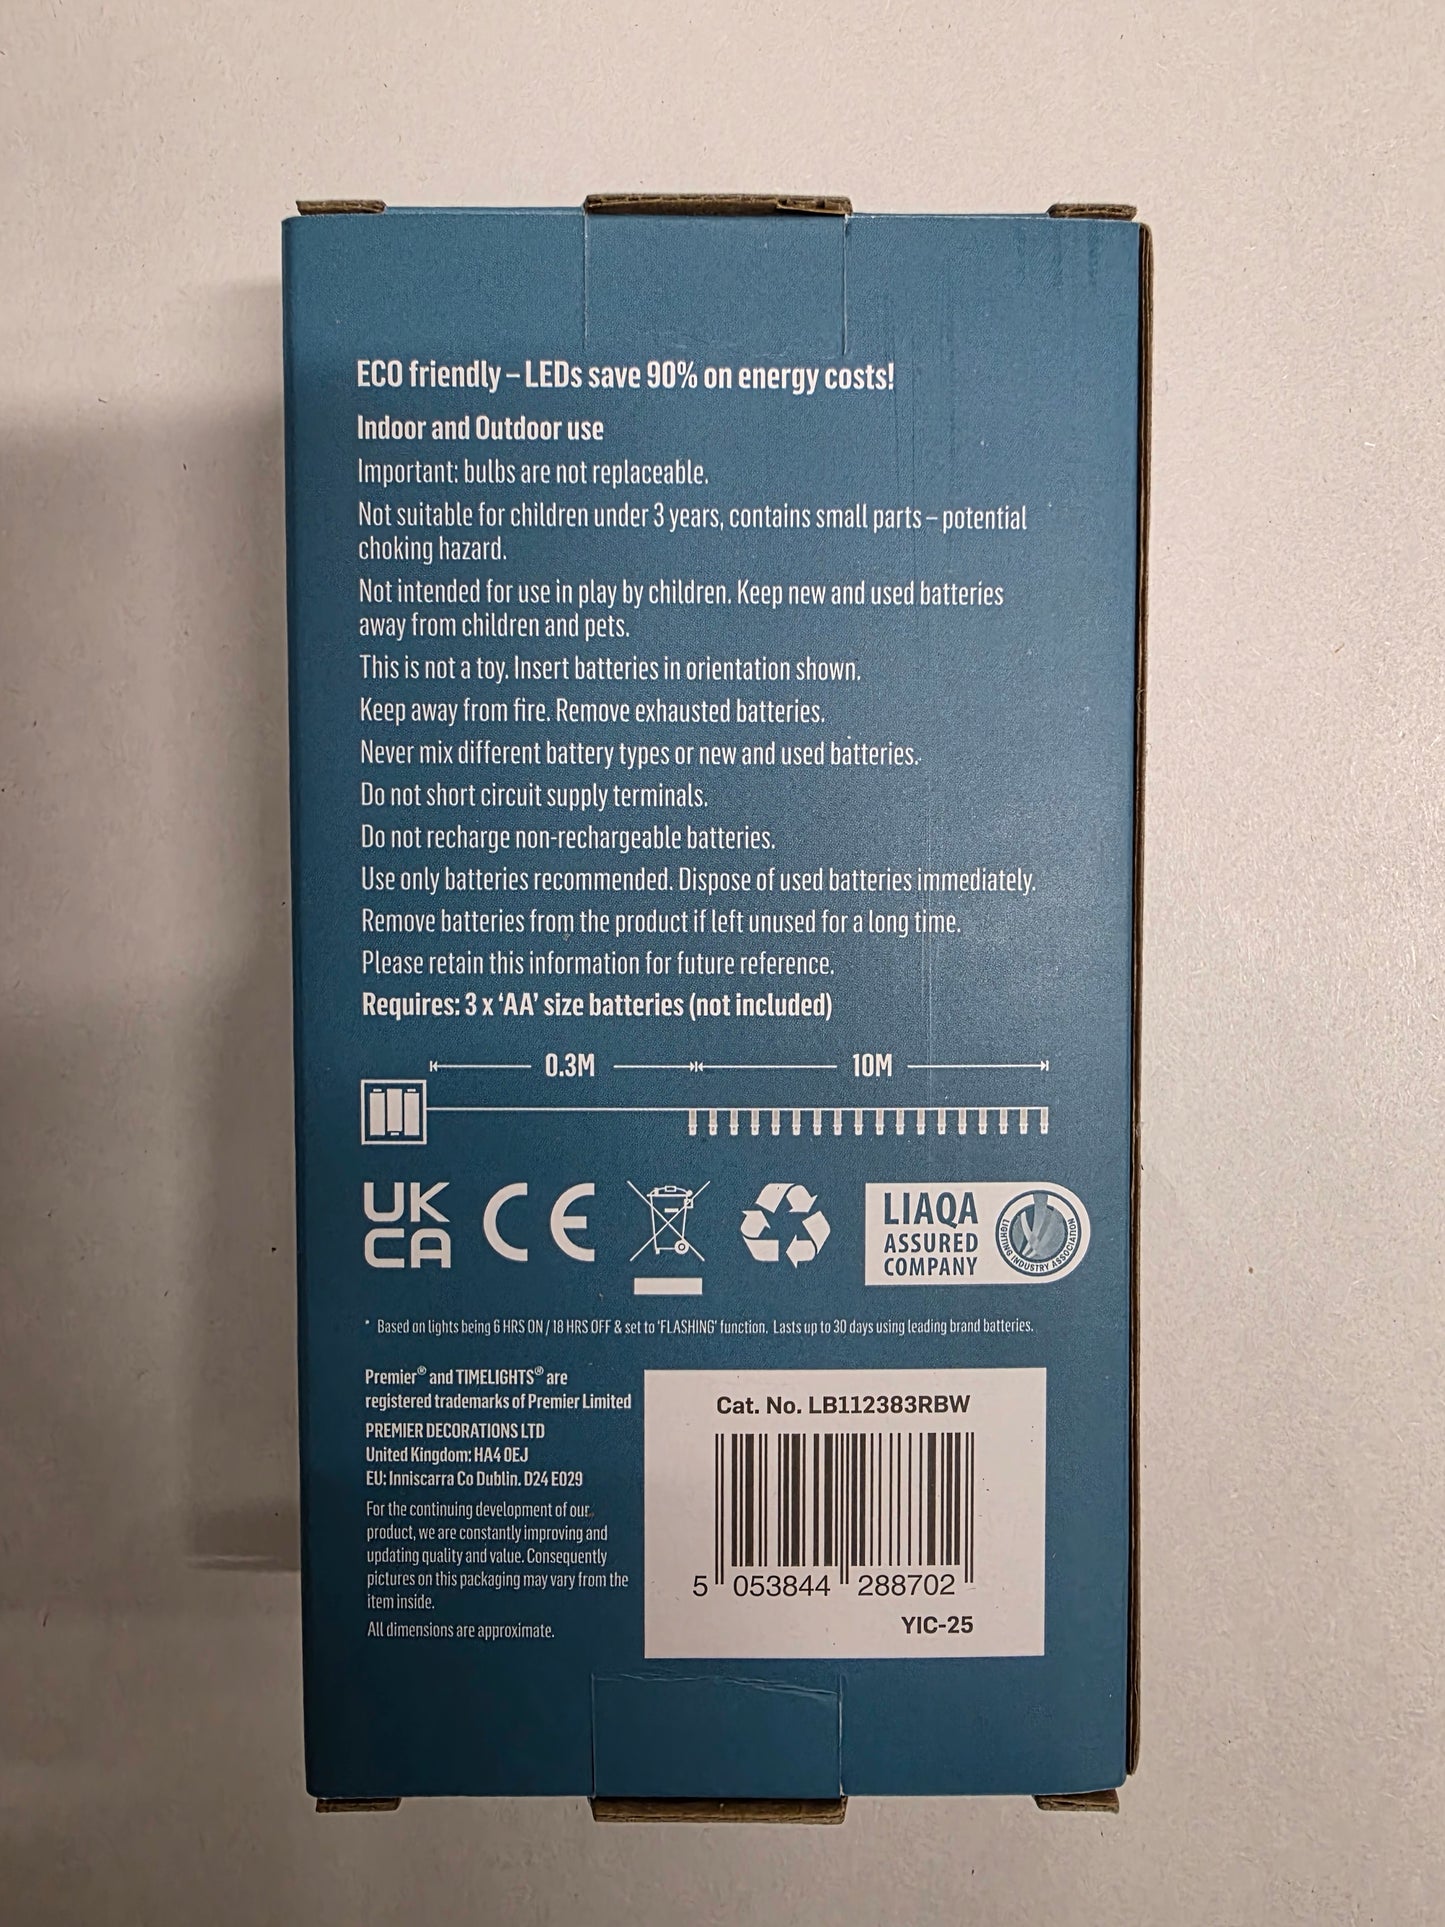 ECO friendly – LEDs save 90% on energy costs!
Indoor and Outdoor use
Important: bulbs are not replaceable.
Not suitable for children under 3 years, contains small parts – potential
choking hazard.
Not intended for use in play by children. Keep new and used batteries
away from children and pets.
This is not a toy. Insert batteries in orientation shown.
Keep away from fire. Remove exhausted batteries.
Never mix different battery types or new and used batteries.
Do not short circuit supply terminals.
Do not recharge non-rechargeable batteries.
Use only batteries recommended. Dispose of used batteries immediately.
Remove batteries from the product if left unused for a long time.
Please retain this information for future reference.
Requires: 3 x ‘AA’ size batteries (not included)
0.3M 10M
UK
CA
CE
LIAQA
ASSURED
COMPANY
LIGHTING INDUSTRY ASSOCIATION
* Based on lights being 6 HRS ON / 18 HRS OFF & set to ‘FLASHING’ function. Lasts up to 30 days using leading brand batteries.
Premier® and TIMELIGHTS® are
registered trademarks of Premier Limited
PREMIER DECORATIONS LTD
United Kingdom: HA4 0EJ
EU: Inniscarra Co Dublin. D24 E029
For the continuing development of our
product, we are constantly improving and
updating quality and value. Consequently
pictures on this packaging may vary from the
item inside.
All dimensions are approximate.
Cat. No. LB112383RBW
5 053844 288702
YIC-25